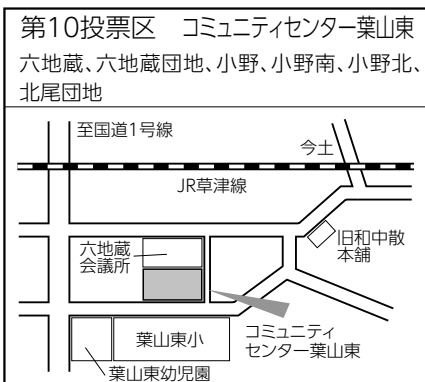 第10投票区 コミュニティセンター葉山東
六地蔵、六地蔵団地、小野、小野南、小野北、
北尾団地
至国道1号線
今土
JR草津線
六地蔵
会議所
旧和中散
本舗
葉山東小
コミュニティ
センター葉山東
葉山東幼児園